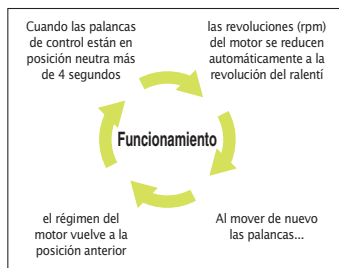 Cuando las palancas
de control están en
posición neutra más
de 4 segundos
las revoluciones (rpm)
del motor se reducen
automáticamente a la
revolución del ralentí
Funcionamiento
Al mover de nuevo
las palancas...
el régimen del
motor vuelve a la
posición anterior